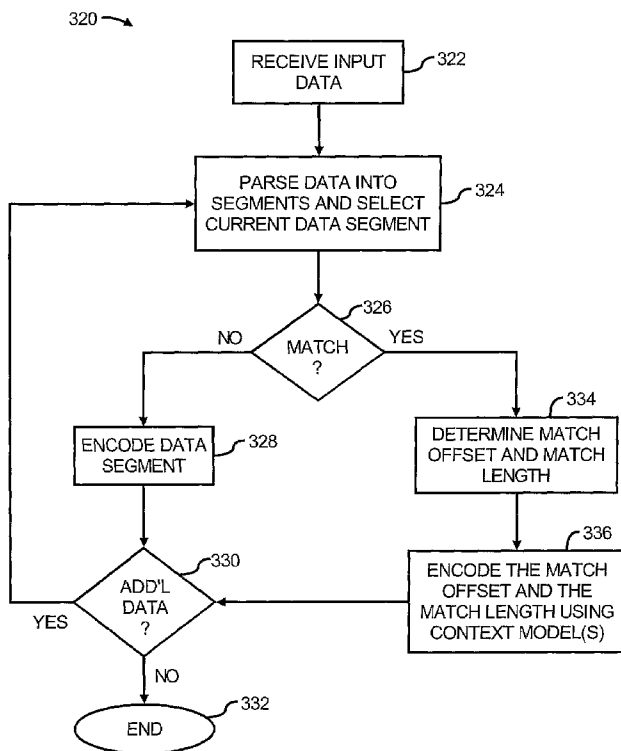 320
RECEIVE INPUT
DATA
322
PARSE DATA INTO
SEGMENTS AND SELECT
CURRENT DATA SEGMENT
324
326
NO
YES
MATCH
?
334
ENCODE DATA
SEGMENT
328
DETERMINE MATCH
OFFSET AND MATCH
LENGTH
330
336
ADD'L
DATA
?
YES
ENCODE THE MATCH
OFFSET AND THE
MATCH LENGTH USING
CONTEXT MODEL(S)
NO
332
END